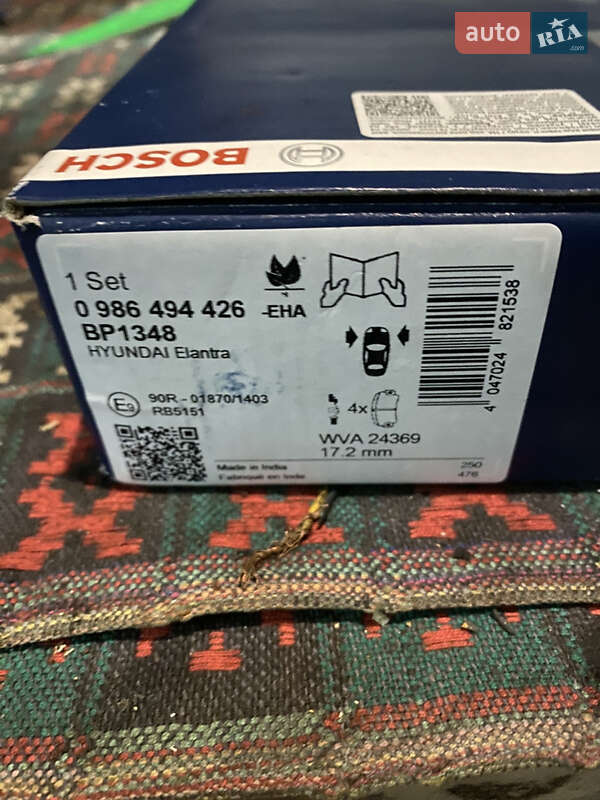 auto RIA .com
BOSCH
1 Set
0 986 494 426 -EHA
BP1348
HYUNDAI Elantra
E9 90R - 01870/1403
RB5151
4x
WVA 24369
17.2 mm
Made in India
Fabriqué en Inde
250
476
4 047024 821538